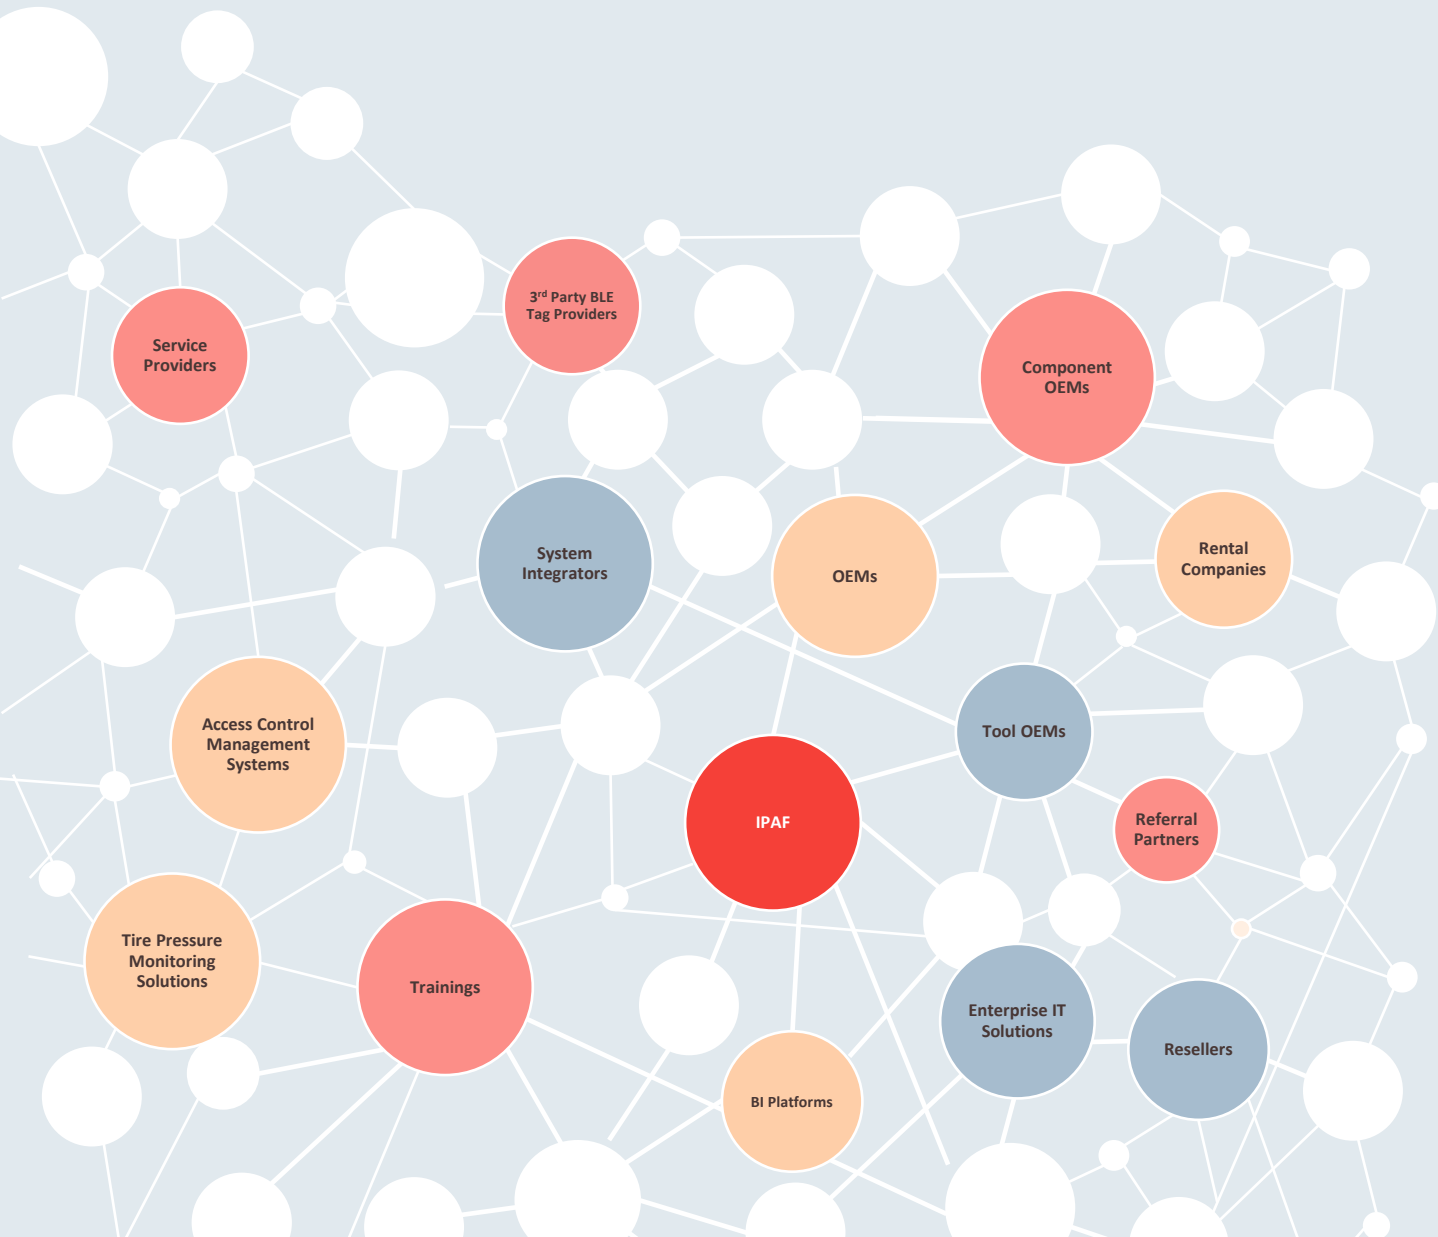 3rd Party BLE
Tag Providers
Service
Providers
Component
OEMs
System
Integrators
OEMs
Rental
Companies
Access Control
Management
Systems
Tool OEMs
IPAF
Referral
Partners
Tire Pressure
Monitoring
Solutions
Trainings
Enterprise IT
Solutions
Resellers
BI Platforms